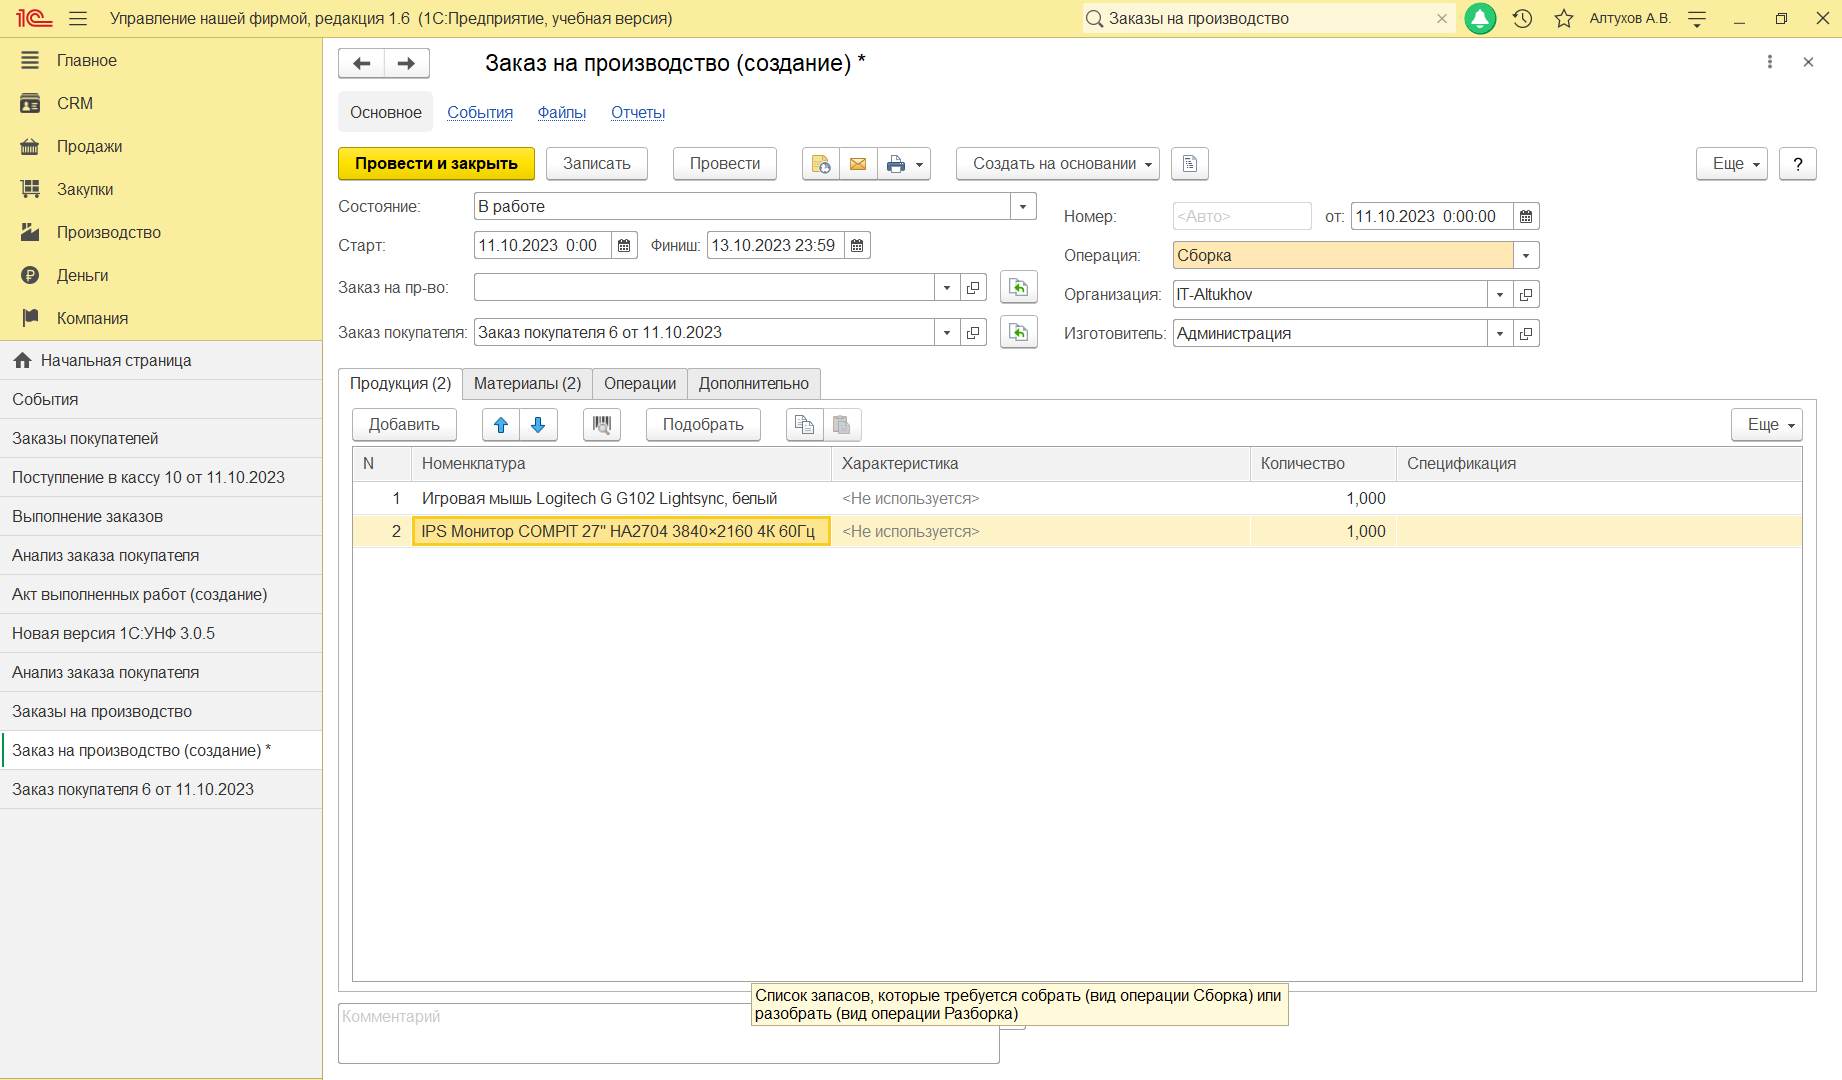 1С Управление нашей фирмой, редакция 1.6 (1С:Предприятие, учебная версия)
Заказы на производство
Алтухов А.В.
Главное
CRM
Продажи
Закупки
Производство
Деньги
Компания
Начальная страница
События
Заказы покупателей
Поступление в кассу 10 от 11.10.2023
Выполнение заказов
Анализ заказа покупателя
Акт выполненных работ (создание)
Новая версия 1С:УНФ 3.0.5
Анализ заказа покупателя
Заказы на производство
Заказ на производство (создание) *
Заказ покупателя 6 от 11.10.2023
Заказ на производство (создание) *
Основное События Файлы Отчеты
Провести и закрыть Записать Провести Создать на основании Еще ?
Состояние: В работе
Номер: <Авто> от: 11.10.2023 0:00:00
Старт: 11.10.2023 0:00 Финиш: 13.10.2023 23:59
Операция: Сборка
Заказ на пр-во:
Организация: IT-Altukhov
Заказ покупателя: Заказ покупателя 6 от 11.10.2023
Изготовитель: Администрация
Продукция (2) Материалы (2) Операции Дополнительно
Добавить Подобрать Еще
N Номенклатура Характеристика Количество Спецификация
1 Игровая мышь Logitech G G102 Lightsync, белый <Не используется> 1,000
2 IPS Монитор COMPIT 27" HA2704 3840×2160 4К 60Гц <Не используется> 1,000
Список запасов, которые требуется собрать (вид операции Сборка) или
разобрать (вид операции Разборка)
Комментарий